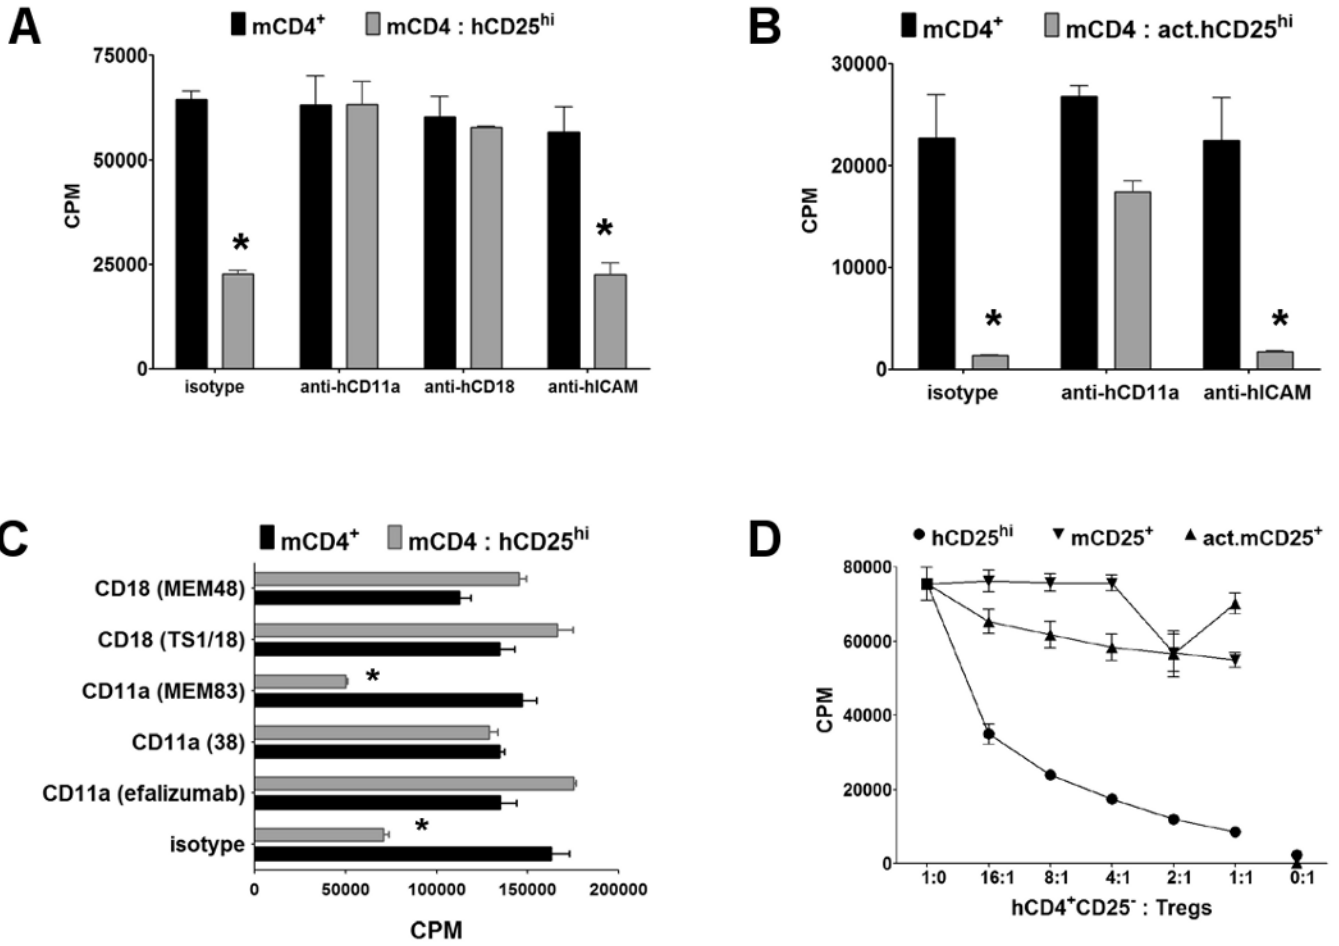 A
mCD4+ mCD4 : hCD25hi
75000
50000
25000
0
CPM
*
*
isotype anti-hCD11a anti-hCD18 anti-hICAM
B
mCD4+ mCD4 : act.hCD25hi
30000
20000
10000
0
CPM
*
*
isotype anti-hCD11a anti-hICAM
C
mCD4+ mCD4 : hCD25hi
CD18 (MEM48)
CD18 (TS1/18)
CD11a (MEM83)
*
CD11a (38)
CD11a (efalizumab)
isotype
*
0 50000 100000 150000 200000
CPM
D
hCD25hi mCD25+ act.mCD25+
80000
60000
40000
20000
0
CPM
1:0 16:1 8:1 4:1 2:1 1:1 0:1
hCD4+CD25- : Tregs